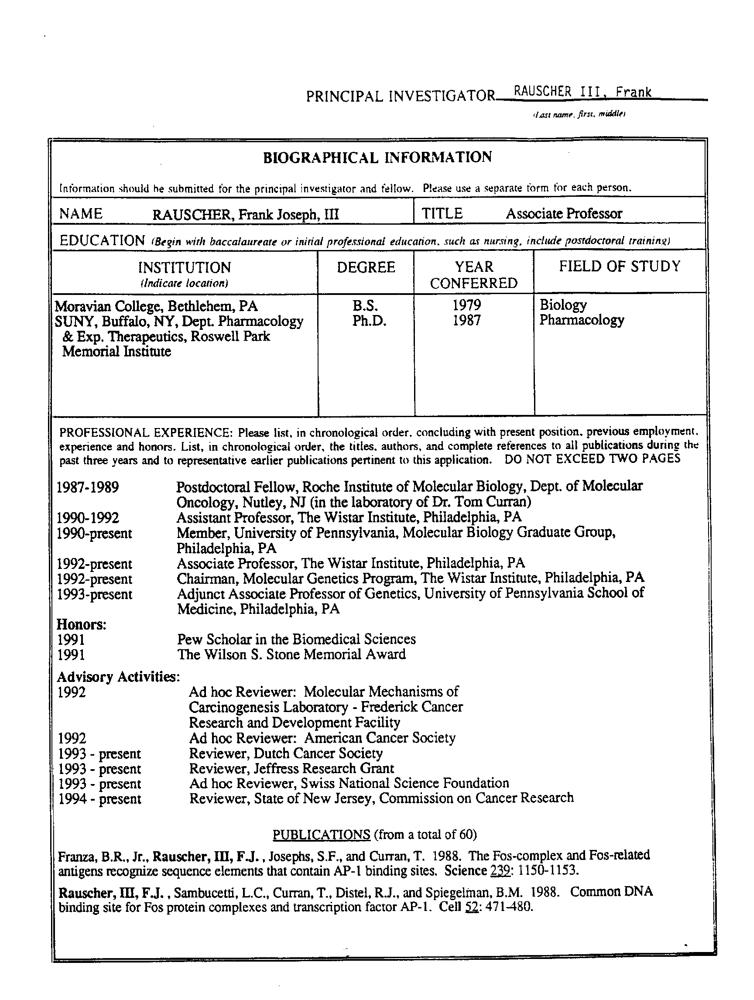 PRINCIPAL INVESTIGATOR RAUSCHER III, Frank
(Last name, first, middle)
BIOGRAPHICAL INFORMATION
Information should be submitted for the principal investigator and fellow. Please use a separate form for each person.
NAME RAUSCHER, Frank Joseph, III TITLE Associate Professor
EDUCATION (Begin with baccalaureate or initial professional education, such as nursing, include postdoctoral training)
INSTITUTION DEGREE YEAR FIELD OF STUDY
(Indicate location) CONFERRED
Moravian College, Bethlehem, PA B.S. 1979 Biology
SUNY, Buffalo, NY, Dept. Pharmacology Ph.D. 1987 Pharmacology
& Exp. Therapeutics, Roswell Park
Memorial Institute
PROFESSIONAL EXPERIENCE: Please list, in chronological order, concluding with present position, previous employment,
experience and honors. List, in chronological order, the titles, authors, and complete references to all publications during the
past three years and to representative earlier publications pertinent to this application. DO NOT EXCEED TWO PAGES
1987-1989 Postdoctoral Fellow, Roche Institute of Molecular Biology, Dept. of Molecular
Oncology, Nutley, NJ (in the laboratory of Dr. Tom Curran)
1990-1992 Assistant Professor, The Wistar Institute, Philadelphia, PA
1990-present Member, University of Pennsylvania, Molecular Biology Graduate Group,
Philadelphia, PA
1992-present Associate Professor, The Wistar Institute, Philadelphia, PA
1992-present Chairman, Molecular Genetics Program, The Wistar Institute, Philadelphia, PA
1993-present Adjunct Associate Professor of Genetics, University of Pennsylvania School of
Medicine, Philadelphia, PA
Honors:
1991 Pew Scholar in the Biomedical Sciences
1991 The Wilson S. Stone Memorial Award
Advisory Activities:
1992 Ad hoc Reviewer: Molecular Mechanisms of
Carcinogenesis Laboratory - Frederick Cancer
Research and Development Facility
1992 Ad hoc Reviewer: American Cancer Society
1993 - present Reviewer, Dutch Cancer Society
1993 - present Reviewer, Jeffress Research Grant
1993 - present Ad hoc Reviewer, Swiss National Science Foundation
1994 - present Reviewer, State of New Jersey, Commission on Cancer Research
PUBLICATIONS (from a total of 60)
Franza, B.R., Jr., Rauscher, III, F.J. , Josephs, S.F., and Curran, T. 1988. The Fos-complex and Fos-related
antigens recognize sequence elements that contain AP-1 binding sites. Science 239: 1150-1153.
Rauscher, III, F.J. , Sambucetti, L.C., Curran, T., Distel, R.J., and Spiegelman, B.M. 1988. Common DNA
binding site for Fos protein complexes and transcription factor AP-1. Cell 52: 471-480.